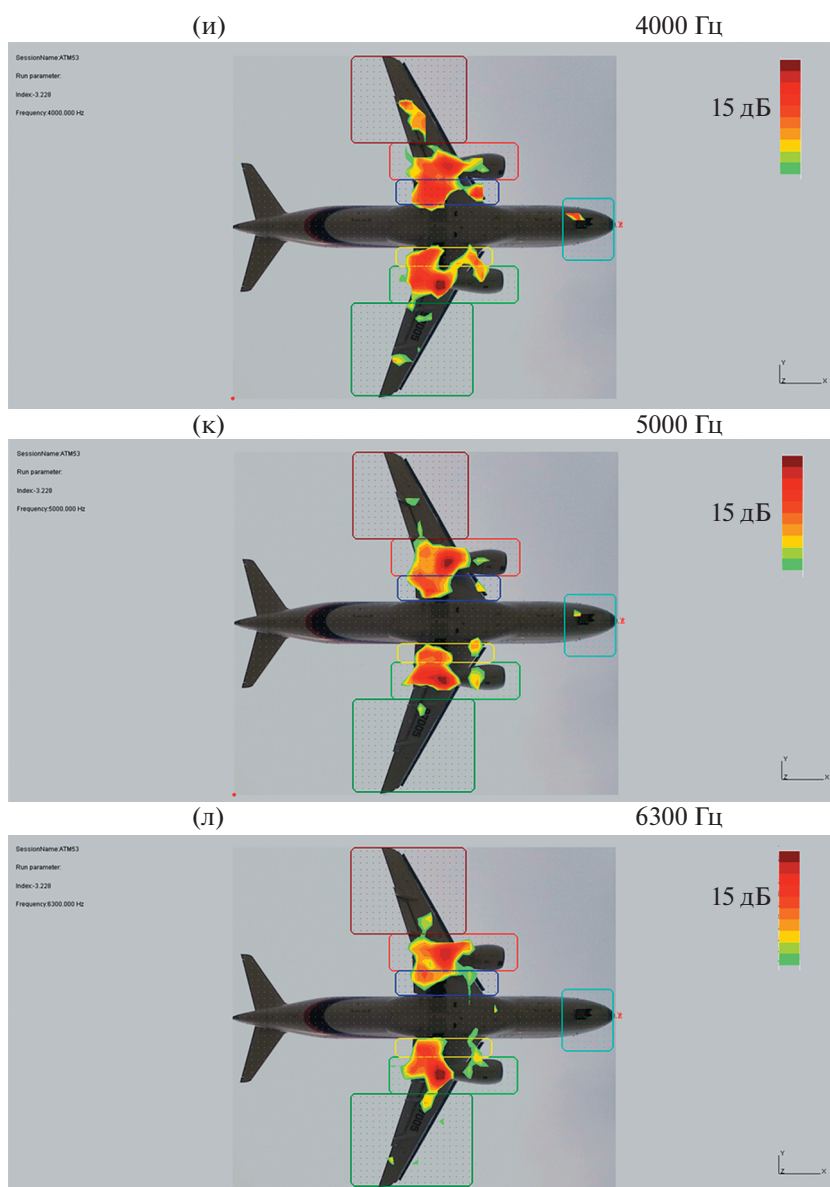 (и) 4000 Гц
SessionName:ATM53
Run parameter:
Index:-3.228
Frequency:4000.000 Hz
15 дБ
x
Y
Z X
(к) 5000 Гц
SessionName:ATM53
Run parameter:
Index:-3.228
Frequency:5000.000 Hz
15 дБ
x
Y
Z X
(л) 6300 Гц
SessionName:ATM53
Run parameter:
Index:-3.228
Frequency:6300.000 Hz
15 дБ
x
Y
Z X